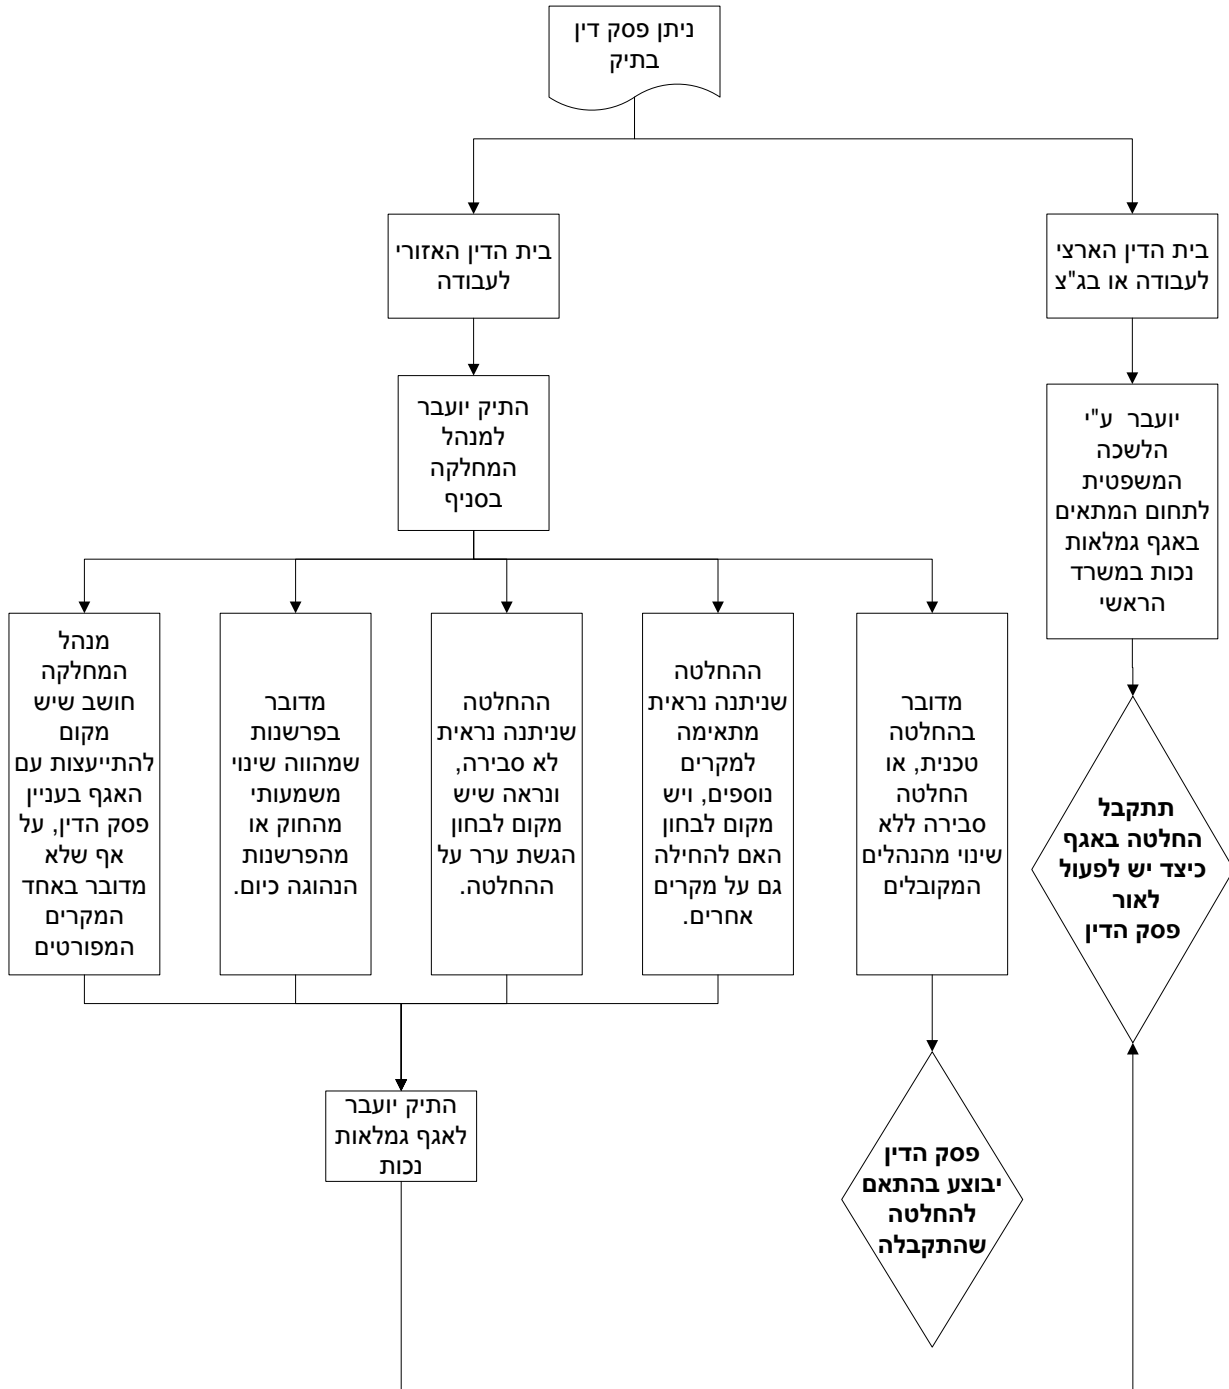 ניתן פסק דין
בתיק
בית הדין הארצי
לעבודה או בג"צ
בית הדין האזורי
לעבודה
יועבר ע"י
הלשכה
המשפטית
לתחום המתאים
באגף גמלאות
נכות במשרד
הראשי
התיק יועבר
למנהל
המחלקה
בסניף
מדובר
בהחלטה
טכנית, או
החלטה
סבירה ללא
שינוי מהנהלים
המקובלים
ההחלטה
שניתנה נראית
מתאימה
למקרים
נוספים, ויש
מקום לבחון
האם להחילה
גם על מקרים
אחרים.
ההחלטה
שניתנה נראית
לא סבירה,
ונראה שיש
מקום לבחון
הגשת ערר על
ההחלטה.
מדובר
בפרשנות
שמהווה שינוי
משמעותי
מהחוק או
מהפרשנות
הנהוגה כיום.
מנהל
המחלקה
חושב שיש
מקום
להתייעצות עם
האגף בעניין
פסק הדין, על
אף שלא
מדובר באחד
המקרים
המפורטים
תתקבל
החלטה באגף
כיצד יש לפעול
לאור
פסק הדין
פסק הדין
יבוצע בהתאם
להחלטה
שהתקבלה
התיק יועבר
לאגף גמלאות
נכות